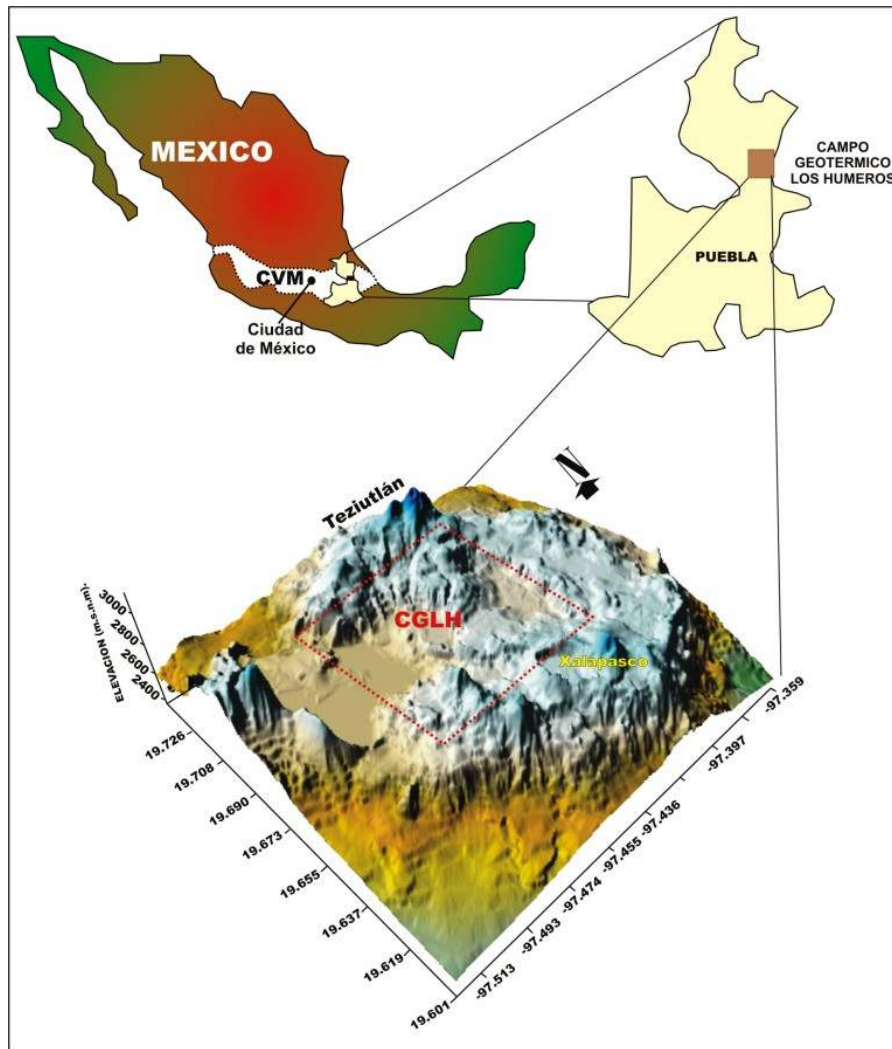 MEXICO
CVM
Ciudad
de México
CAMPO
GEOTERMICO
LOS HUMEROS
PUEBLA
N
Teziutlán
CGLH
Xalapasco
ELEVACION (m.s.n.m).
3000
2800
2600
2400
19.726
19.708
19.690
19.673
19.655
19.637
19.619
19.601
-97.513
-97.493
-97.474
-97.455
-97.436
-97.397
-97.359